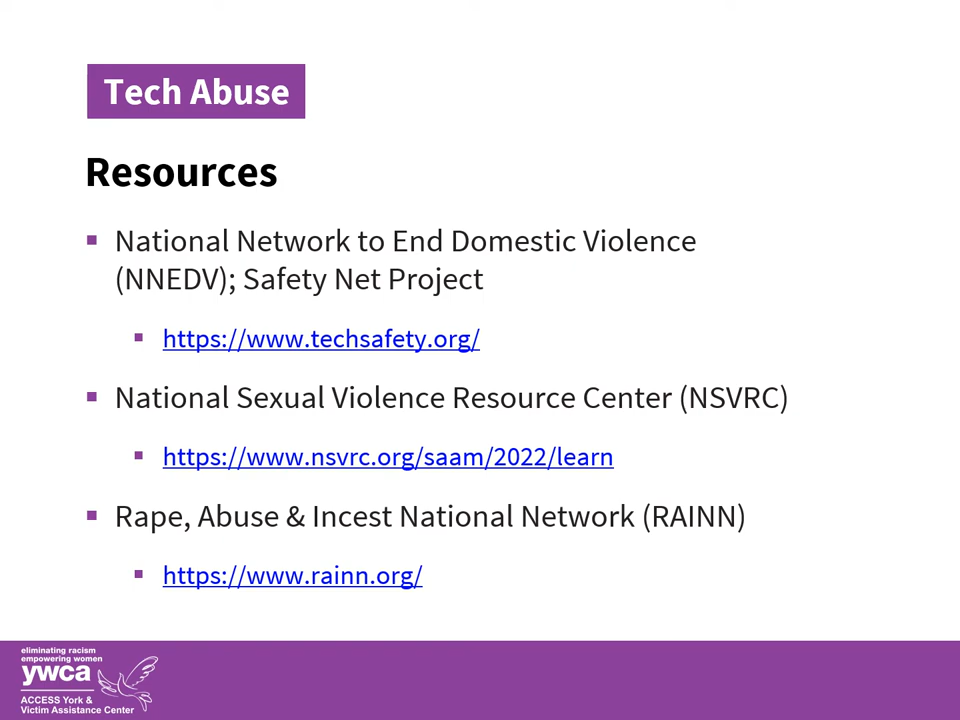 Tech Abuse
Resources
▪ National Network to End Domestic Violence
(NNEDV); Safety Net Project
▪ https://www.techsafety.org/
▪ National Sexual Violence Resource Center (NSVRC)
▪ https://www.nsvrc.org/saam/2022/learn
▪ Rape, Abuse & Incest National Network (RAINN)
▪ https://www.rainn.org/
eliminating racism
empowering women
ywca
ACCESS York &
Victim Assistance Center